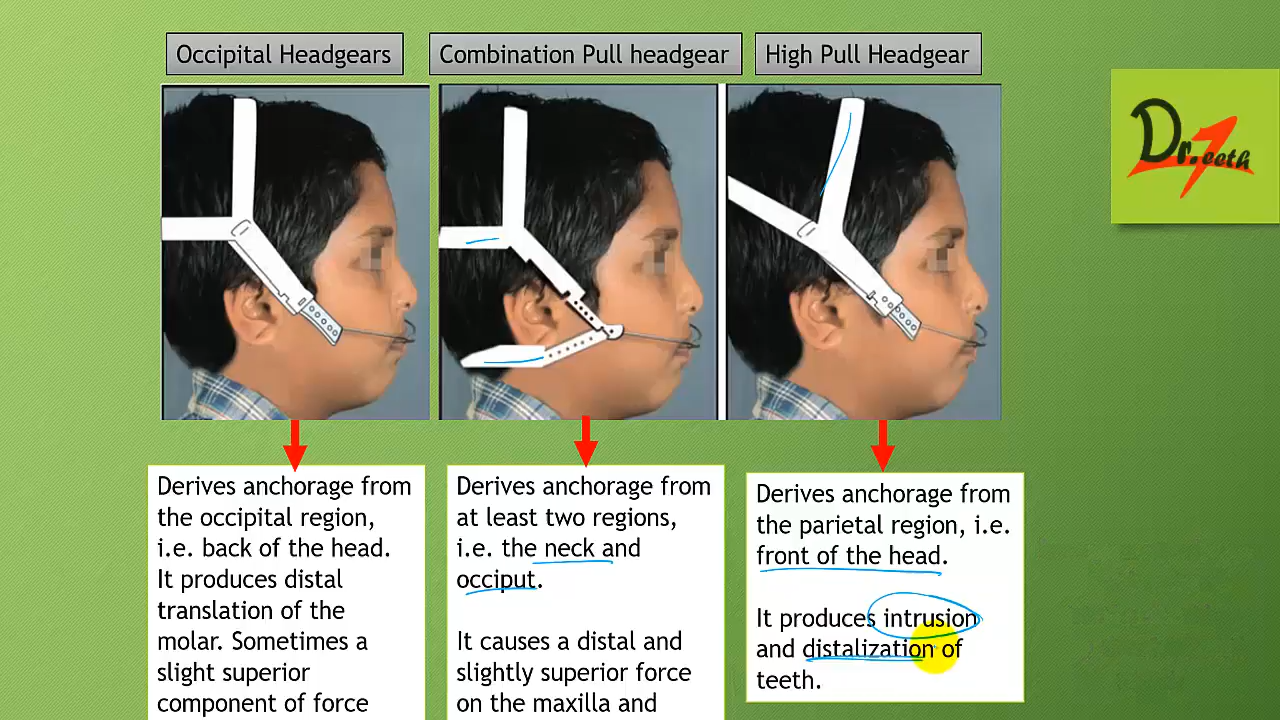 Occipital Headgears
Combination Pull headgear
High Pull Headgear
Dr.
eeth
Derives anchorage from
the occipital region,
i.e. back of the head.
It produces distal
translation of the
molar. Sometimes a
slight superior
component of force
Derives anchorage from
at least two regions,
i.e. the neck and
occiput.
It causes a distal and
slightly superior force
on the maxilla and
Derives anchorage from
the parietal region, i.e.
front of the head.
It produces intrusion
and distalization of
teeth.